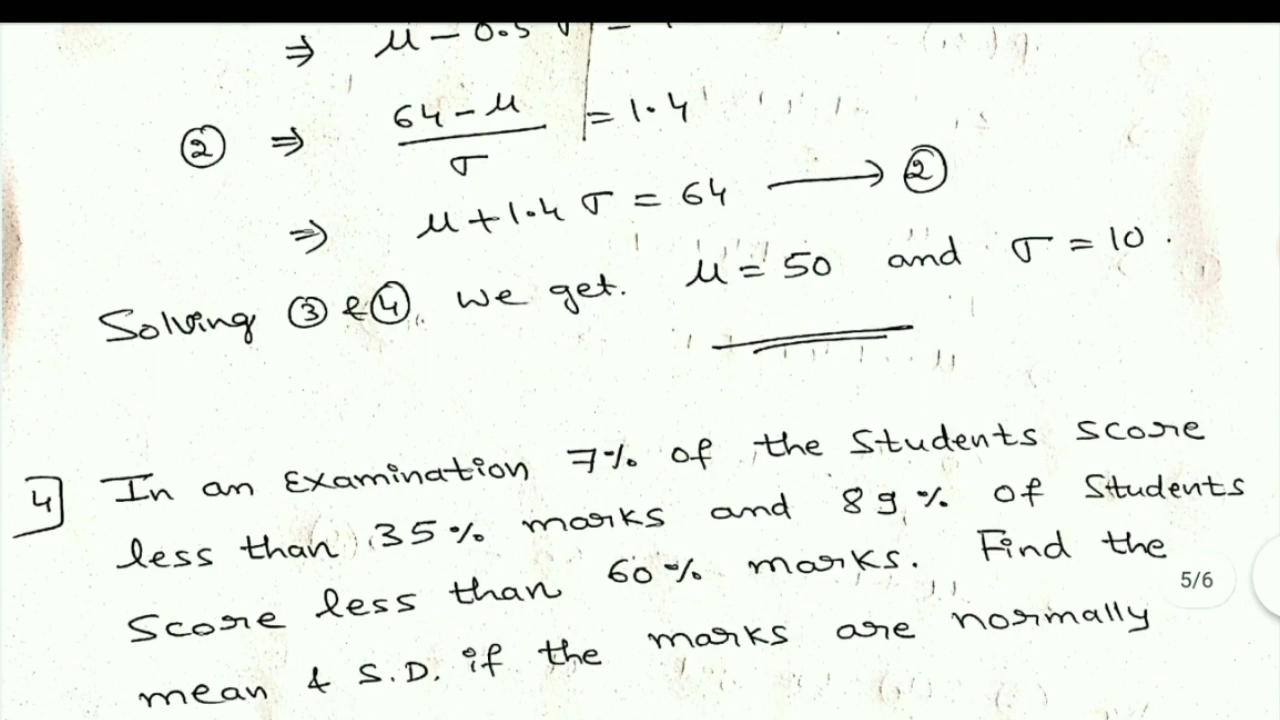 ⇒ μ - 0.5 σ =
② ⇒ (64 - μ)/σ = 1.4
⇒ μ + 1.4 σ = 64 ⟶ ②
Solving ③ & ④, we get. μ = 50 and σ = 10.
4] In an Examination 7% of the Students score
less than 35% marks and 89% of Students
Score less than 60% marks. Find the
mean & S.D. if the marks are normally
5/6